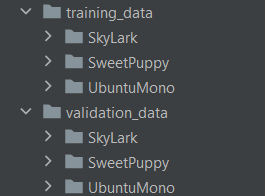 training_data
SkyLark
SweetPuppy
UbuntuMono
validation_data
SkyLark
SweetPuppy
UbuntuMono